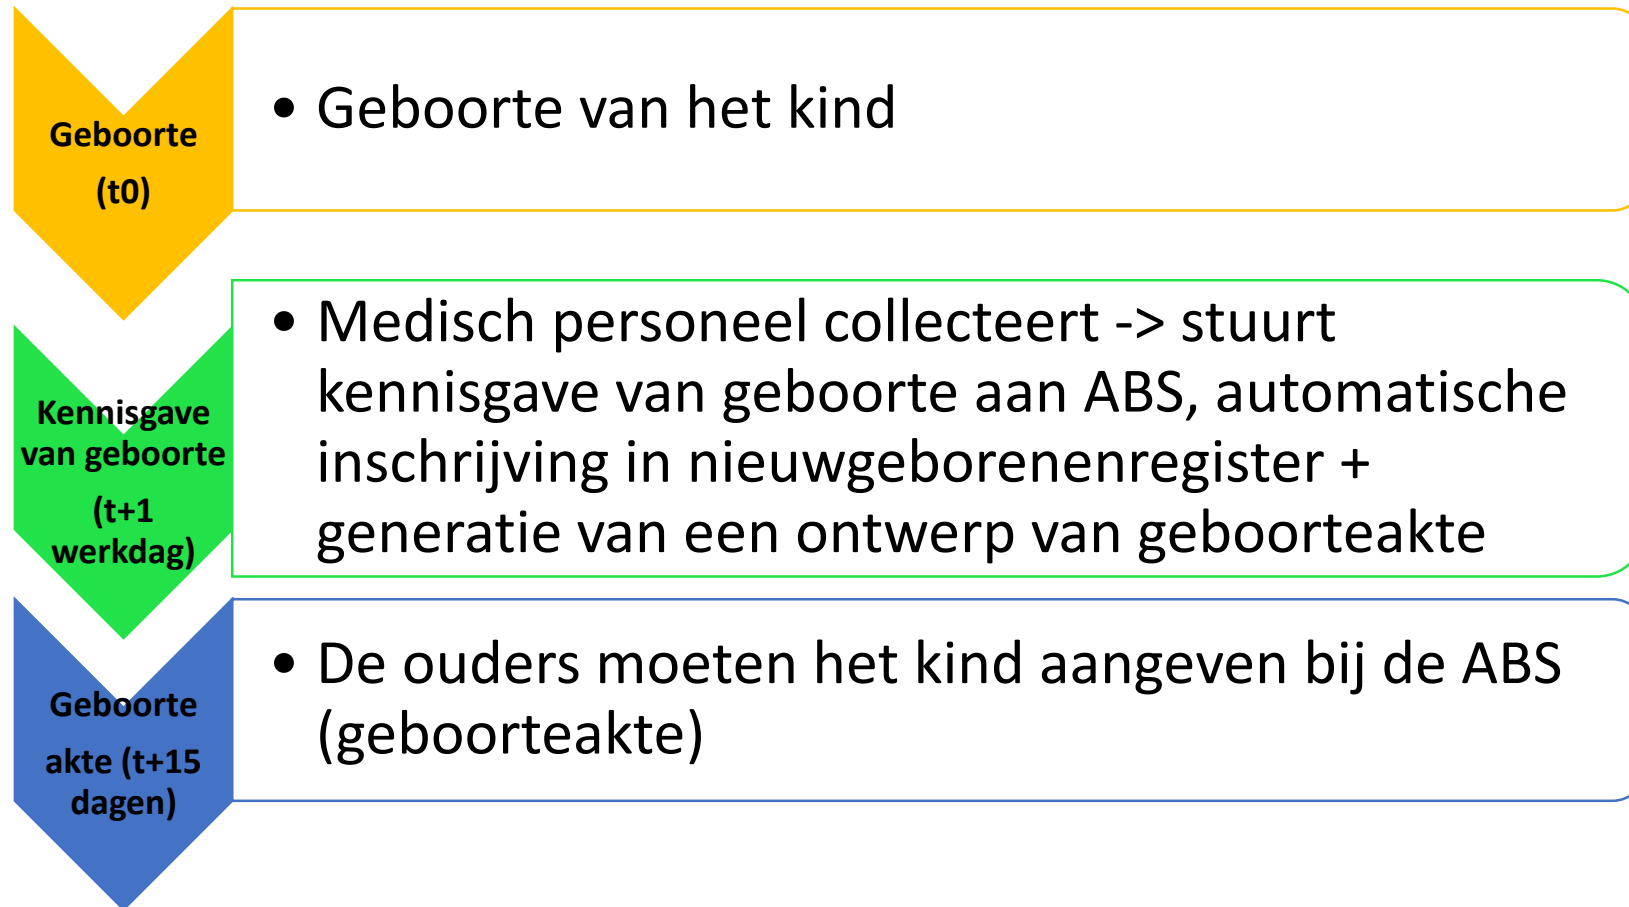 Geboorte
(t0)
• Geboorte van het kind
Kennisgave
van geboorte
(t+1
werkdag)
• Medisch personeel collecteert -> stuurt
kennisgave van geboorte aan ABS, automatische
inschrijving in nieuwgeborenenregister +
generatie van een ontwerp van geboorteakte
Geboorte
akte (t+15
dagen)
• De ouders moeten het kind aangeven bij de ABS
(geboorteakte)